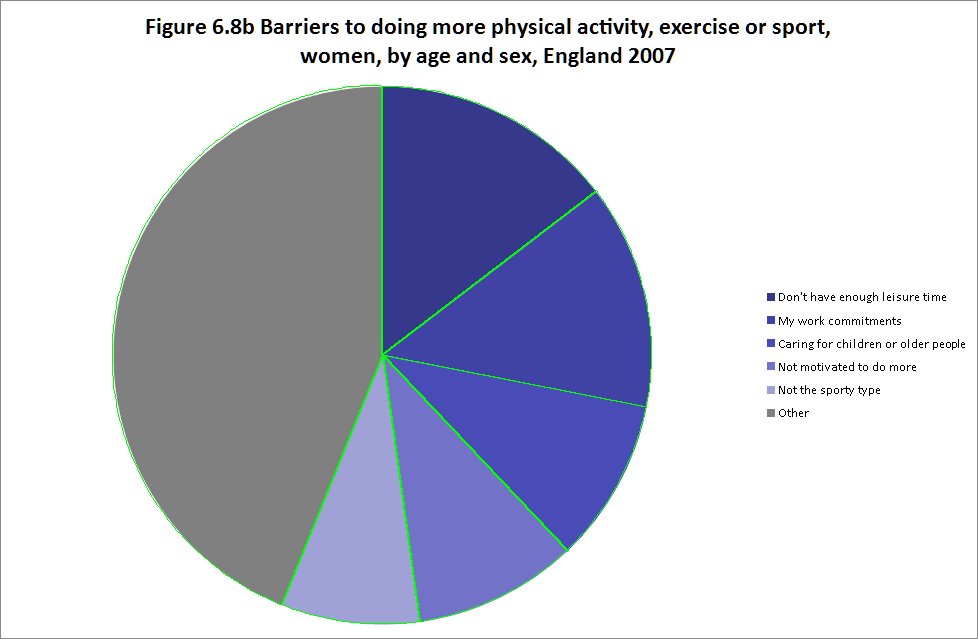 Figure 6.8b Barriers to doing more physical activity, exercise or sport,
women, by age and sex, England 2007
Don't have enough leisure time
My work commitments
Caring for children or older people
Not motivated to do more
Not the sporty type
Other